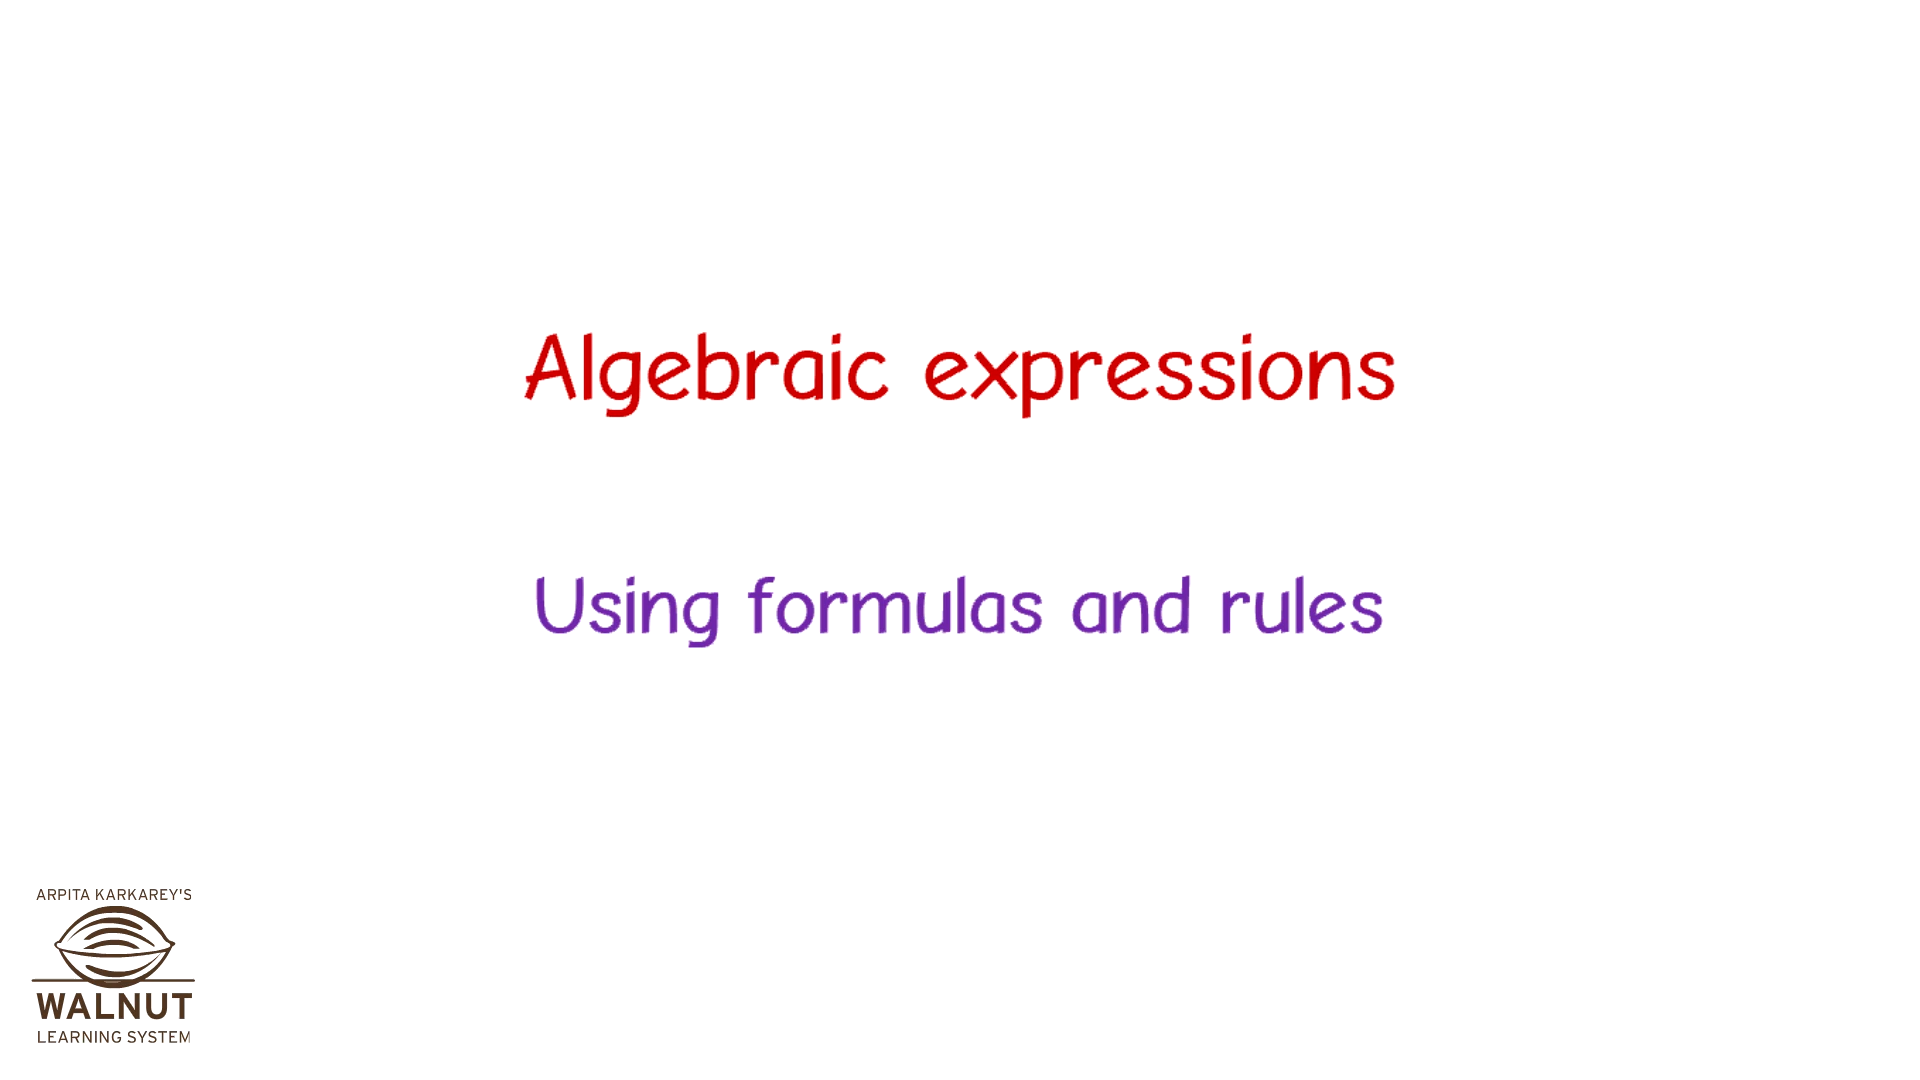 Algebraic expressions
Using formulas and rules
ARPITA KARKAREY'S
WALNUT
LEARNING SYSTEM